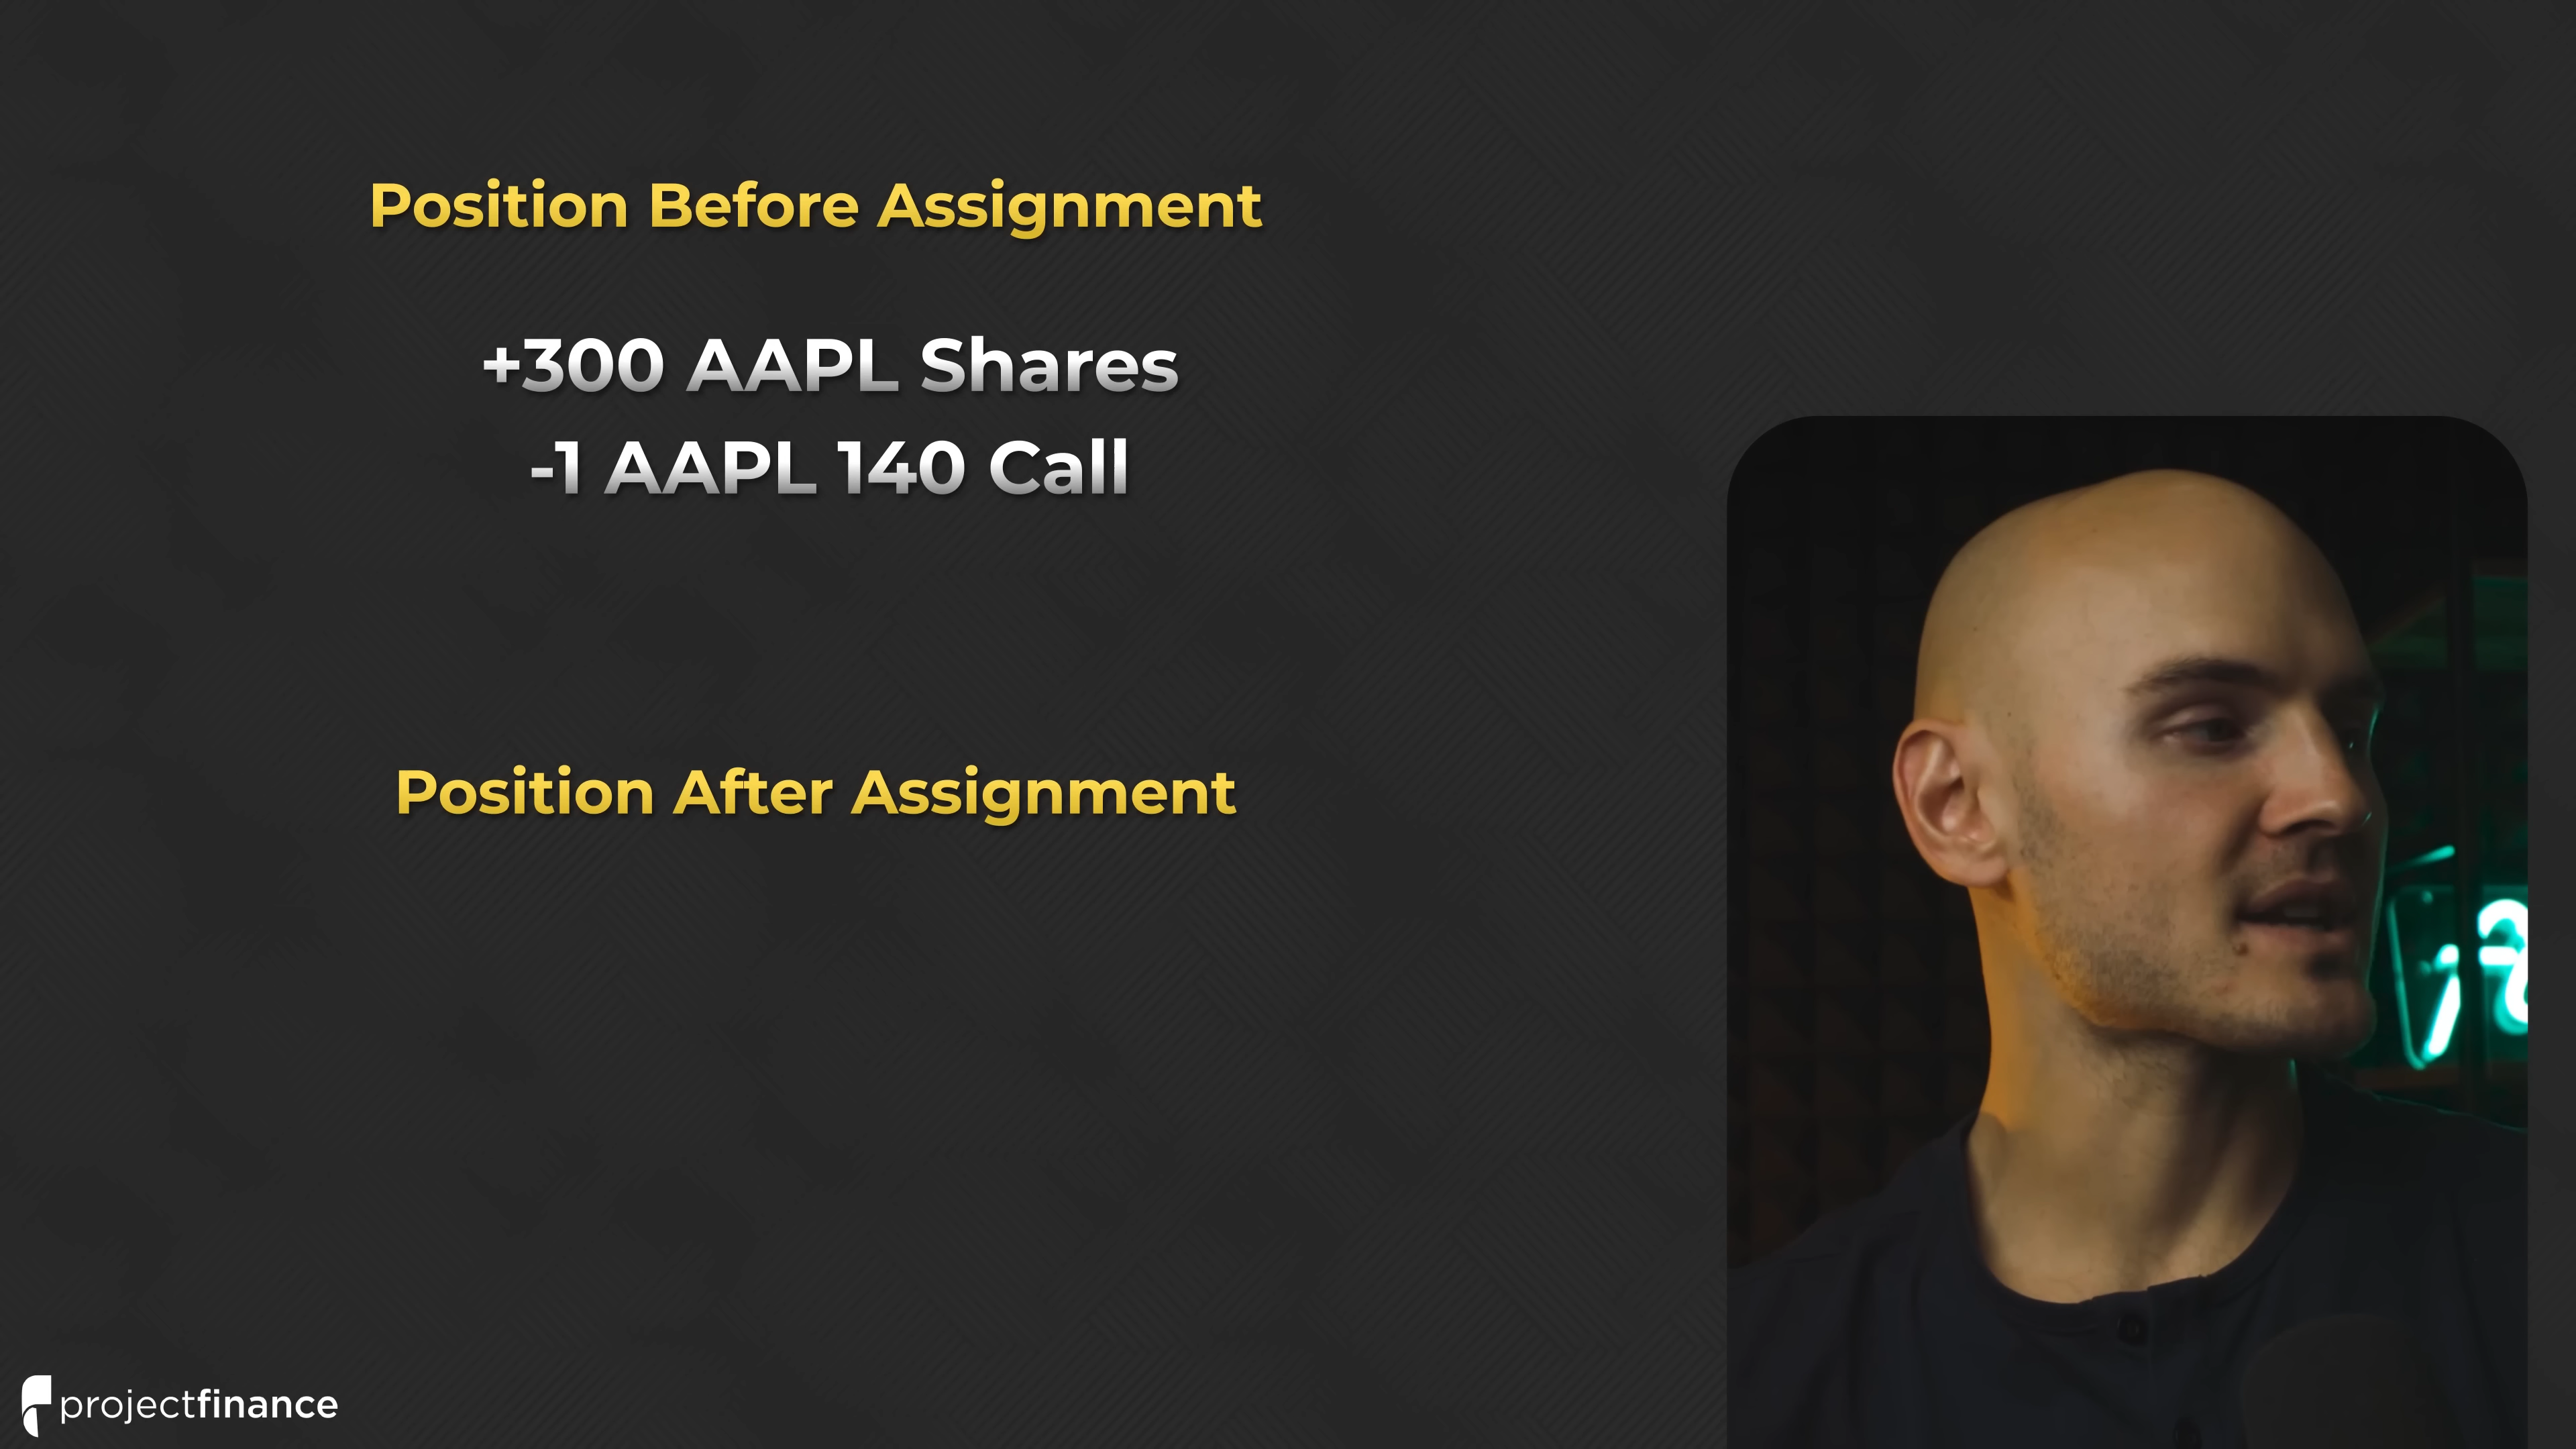 Position Before Assignment
+300 AAPL Shares
-1 AAPL 140 Call
Position After Assignment
projectfinance